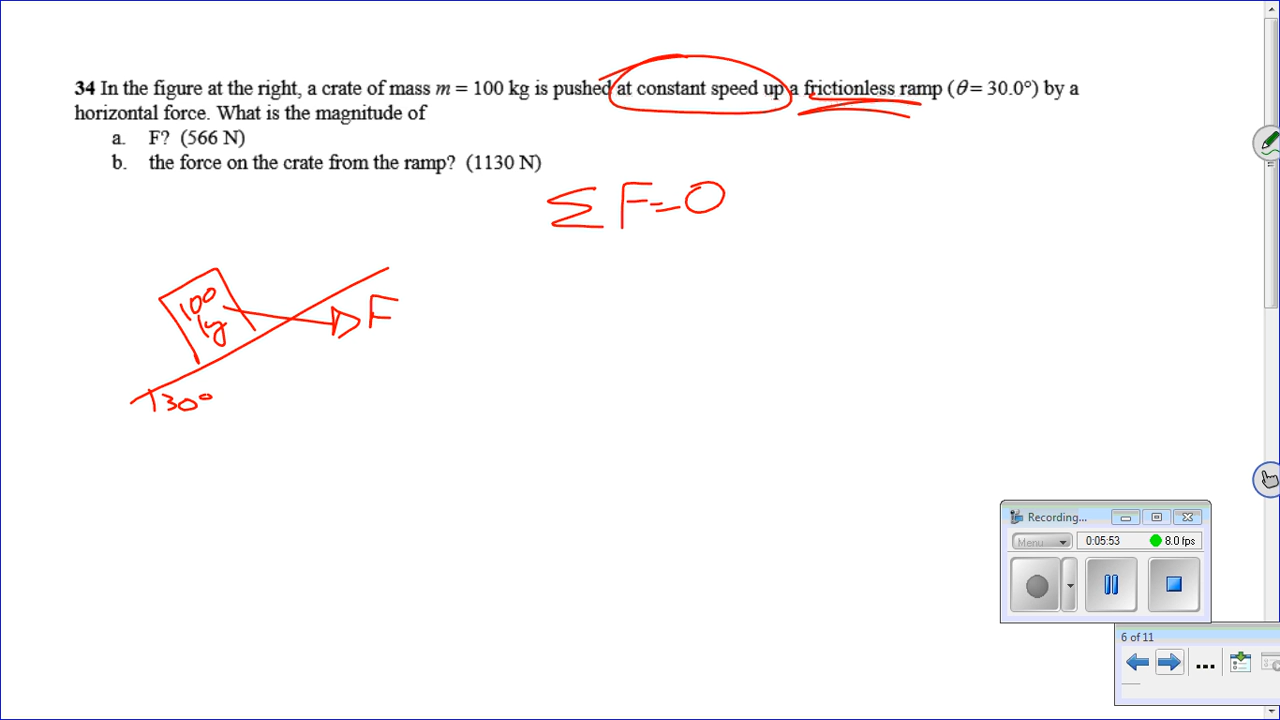 34 In the figure at the right, a crate of mass m = 100 kg is pushed at constant speed up a frictionless ramp (θ = 30.0°) by a
horizontal force. What is the magnitude of
a. F? (566 N)
b. the force on the crate from the ramp? (1130 N)
Σ F = 0
100
kg
F
30°
Recording...
Menu
0:05:53
8.0 fps
6 of 11
...